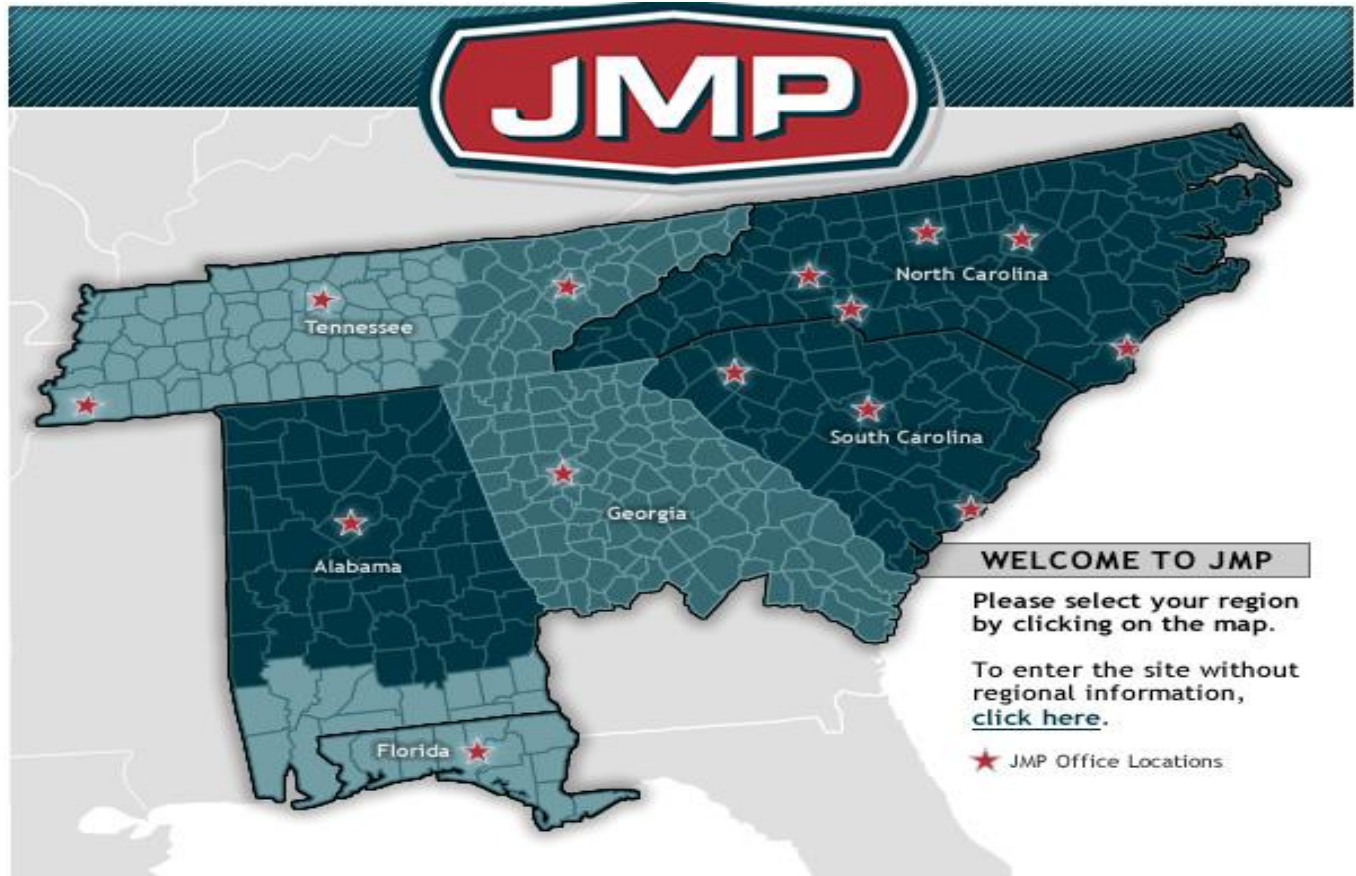 JMP
North Carolina
Tennessee
South Carolina
Georgia
Alabama
Florida
WELCOME TO JMP
Please select your region
by clicking on the map.
To enter the site without
regional information,
click here.
JMP Office Locations